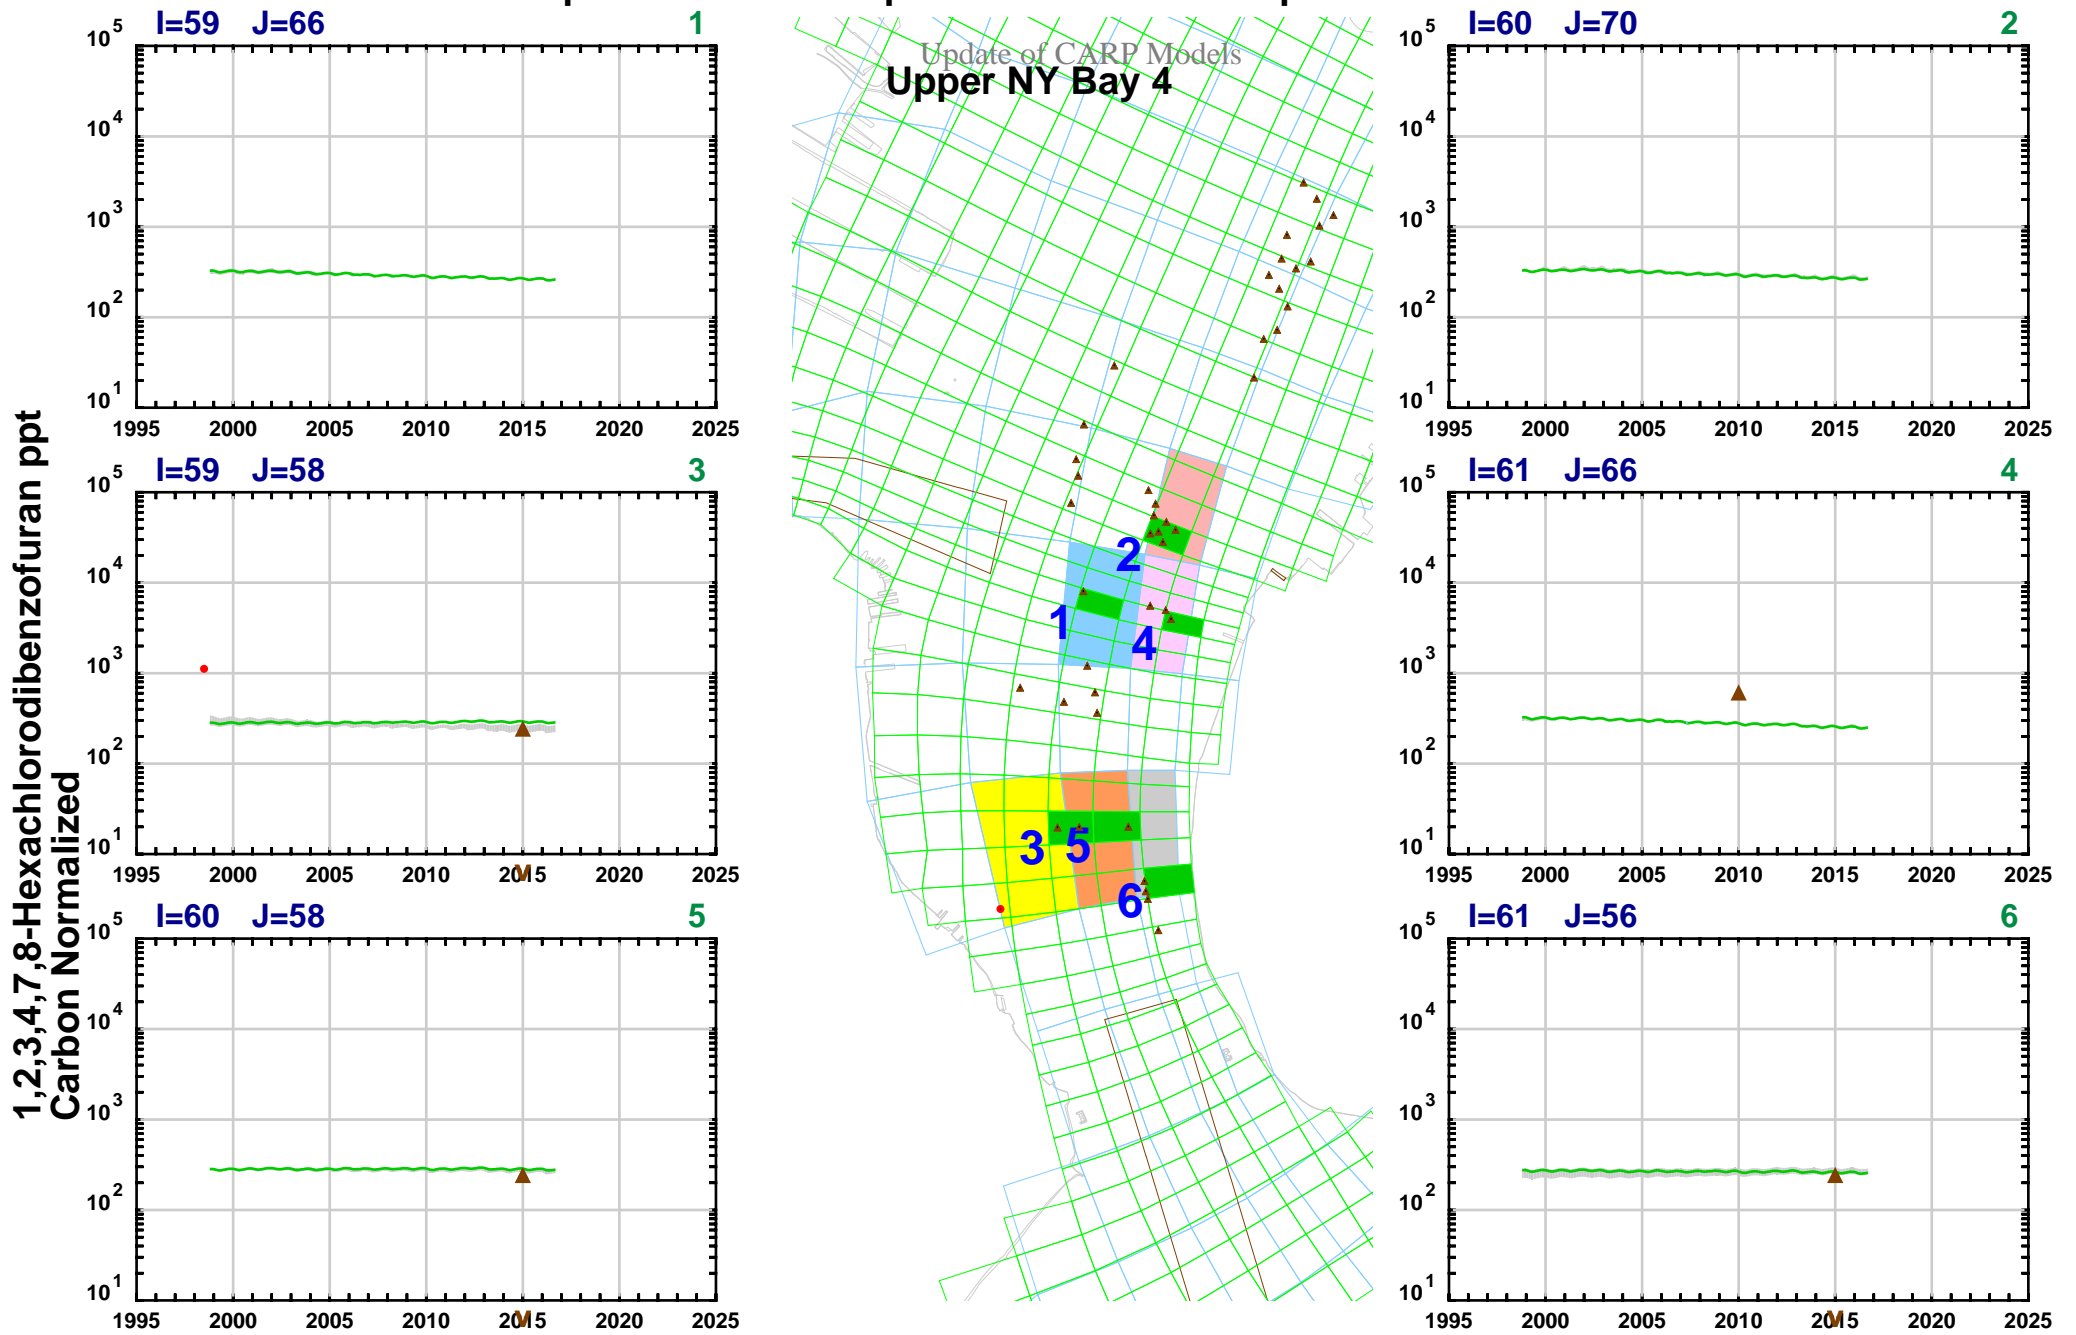 Update of CARP Models
Upper NY Bay 4
1,2,3,4,7,8-Hexachlorodibenzofuran ppt
Carbon Normalized
I=59 J=66 1
10^5
10^4
10^3
10^2
10^1
1995 2000 2005 2010 2015 2020 2025
I=60 J=70 2
10^5
10^4
10^3
10^2
10^1
1995 2000 2005 2010 2015 2020 2025
I=59 J=58 3
10^5
10^4
10^3
10^2
10^1
1995 2000 2005 2010 2015 2020 2025
v
I=61 J=66 4
10^5
10^4
10^3
10^2
10^1
1995 2000 2005 2010 2015 2020 2025
I=60 J=58 5
10^5
10^4
10^3
10^2
10^1
1995 2000 2005 2010 2015 2020 2025
v
I=61 J=56 6
10^5
10^4
10^3
10^2
10^1
1995 2000 2005 2010 2015 2020 2025
v
2
1
4
3 5
6